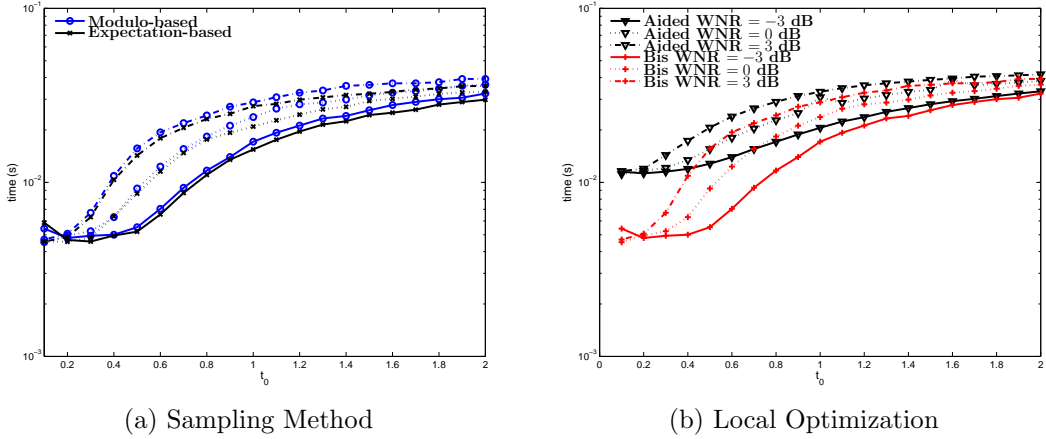 10⁻¹
10⁻²
10⁻³
time (s)
Modulo-based
Expectation-based
0.2 0.4 0.6 0.8 1 1.2 1.4 1.6 1.8 2
t₀
(a) Sampling Method
10⁻¹
10⁻²
10⁻³
time (s)
Aided WNR = −3 dB
Aided WNR = 0 dB
Aided WNR = 3 dB
Bis WNR = −3 dB
Bis WNR = 0 dB
Bis WNR = 3 dB
0.2 0.4 0.6 0.8 1 1.2 1.4 1.6 1.8 2
t₀
(b) Local Optimization